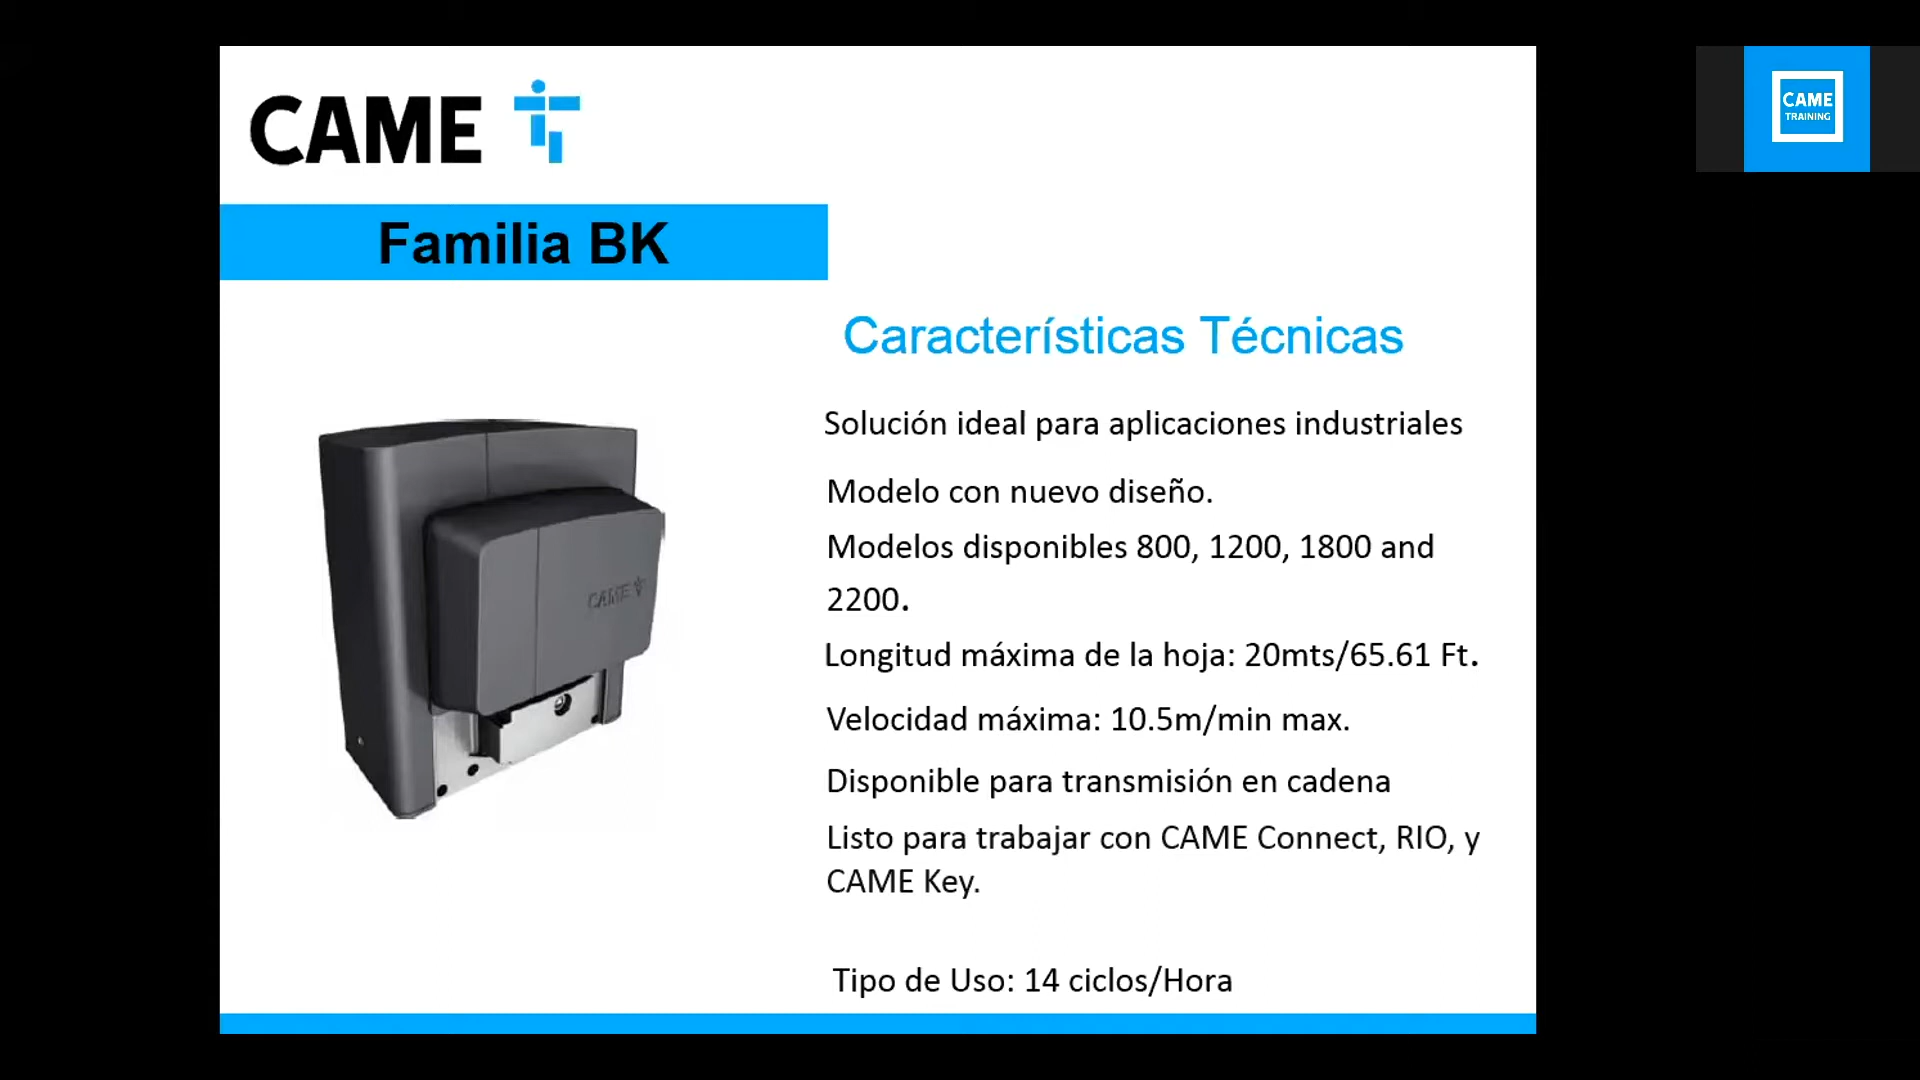 CAME
CAME
TRAINING
Familia BK
Características Técnicas
Solución ideal para aplicaciones industriales
Modelo con nuevo diseño.
Modelos disponibles 800, 1200, 1800 and
2200.
Longitud máxima de la hoja: 20mts/65.61 Ft.
Velocidad máxima: 10.5m/min max.
Disponible para transmisión en cadena
Listo para trabajar con CAME Connect, RIO, y
CAME Key.
Tipo de Uso: 14 ciclos/Hora
CAME